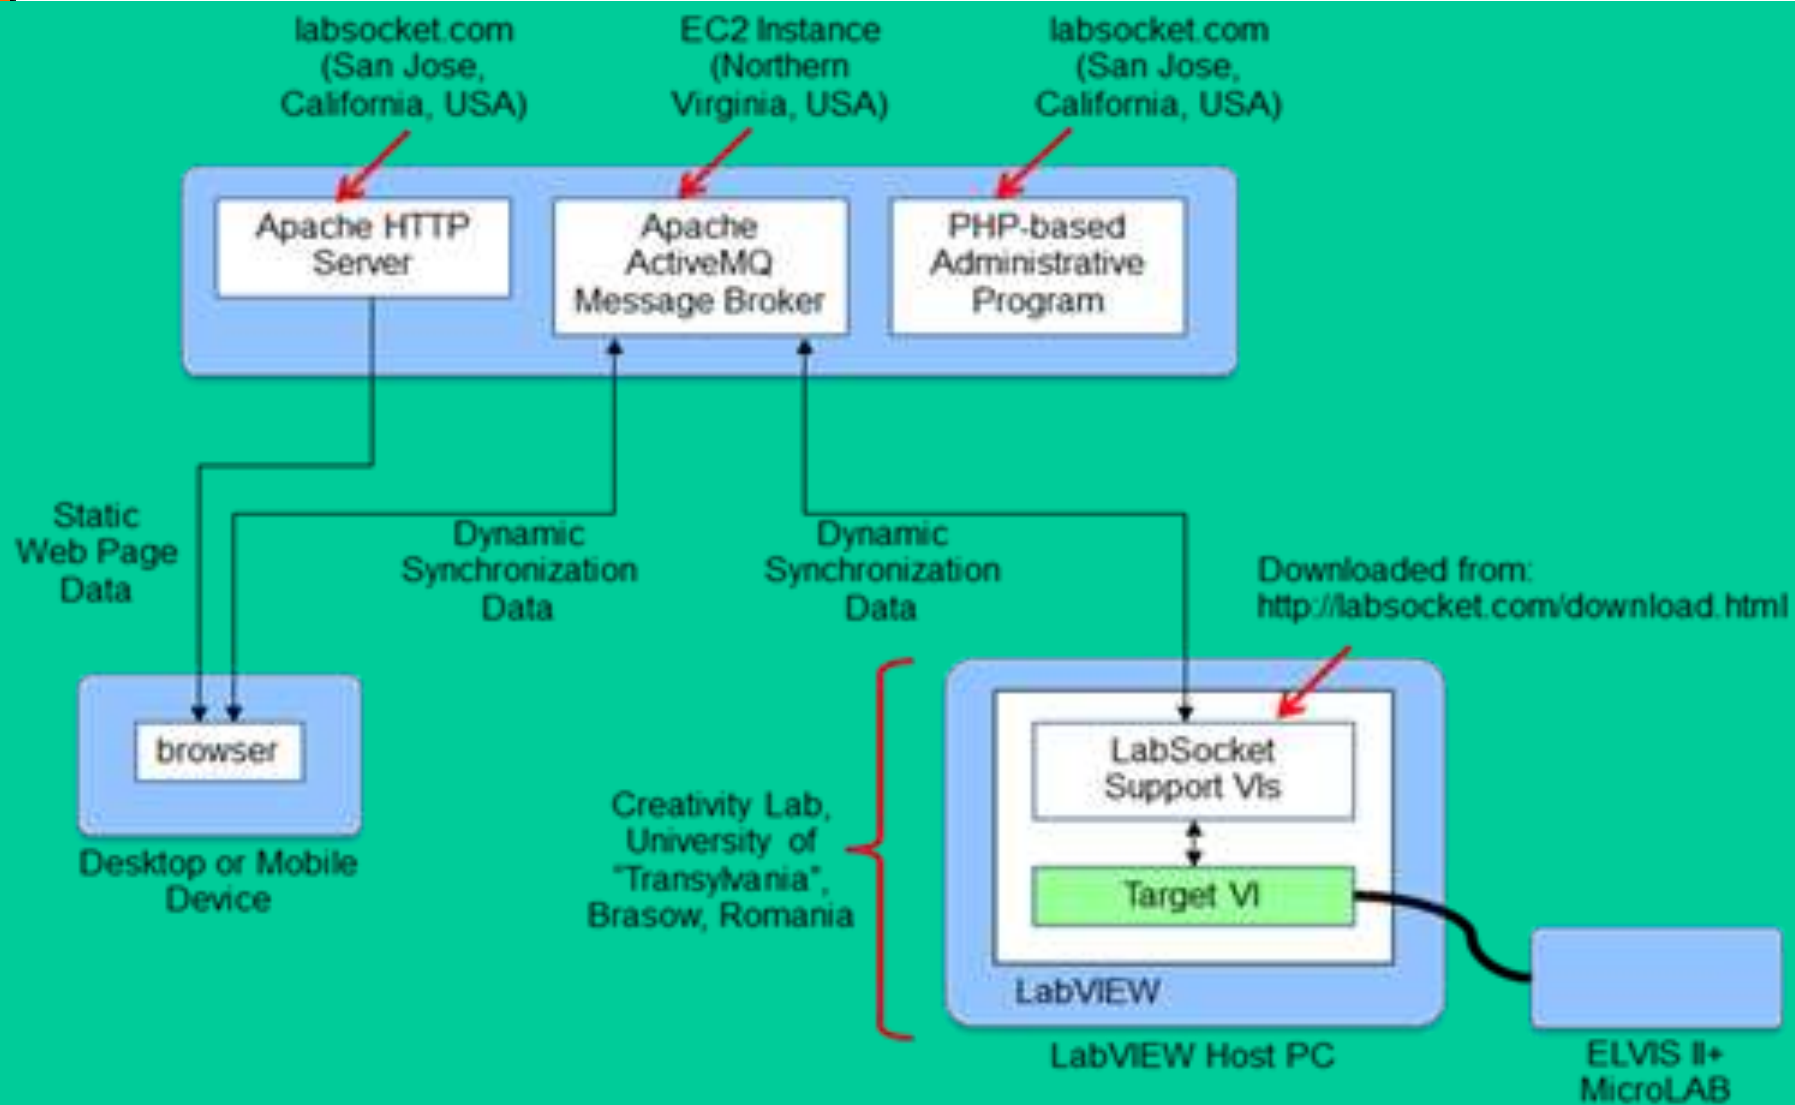 labsocket.com
(San Jose,
California, USA)
EC2 Instance
(Northern
Virginia, USA)
labsocket.com
(San Jose,
California, USA)
Apache HTTP
Server
Apache
ActiveMQ
Message Broker
PHP-based
Administrative
Program
Static
Web Page
Data
Dynamic
Synchronization
Data
Dynamic
Synchronization
Data
Downloaded from:
http://labsocket.com/download.html
browser
Desktop or Mobile
Device
Creativity Lab,
University of
"Transylvania",
Brasow, Romania
LabSocket
Support VIs
Target VI
LabVIEW
LabVIEW Host PC
ELVIS II+
MicroLAB